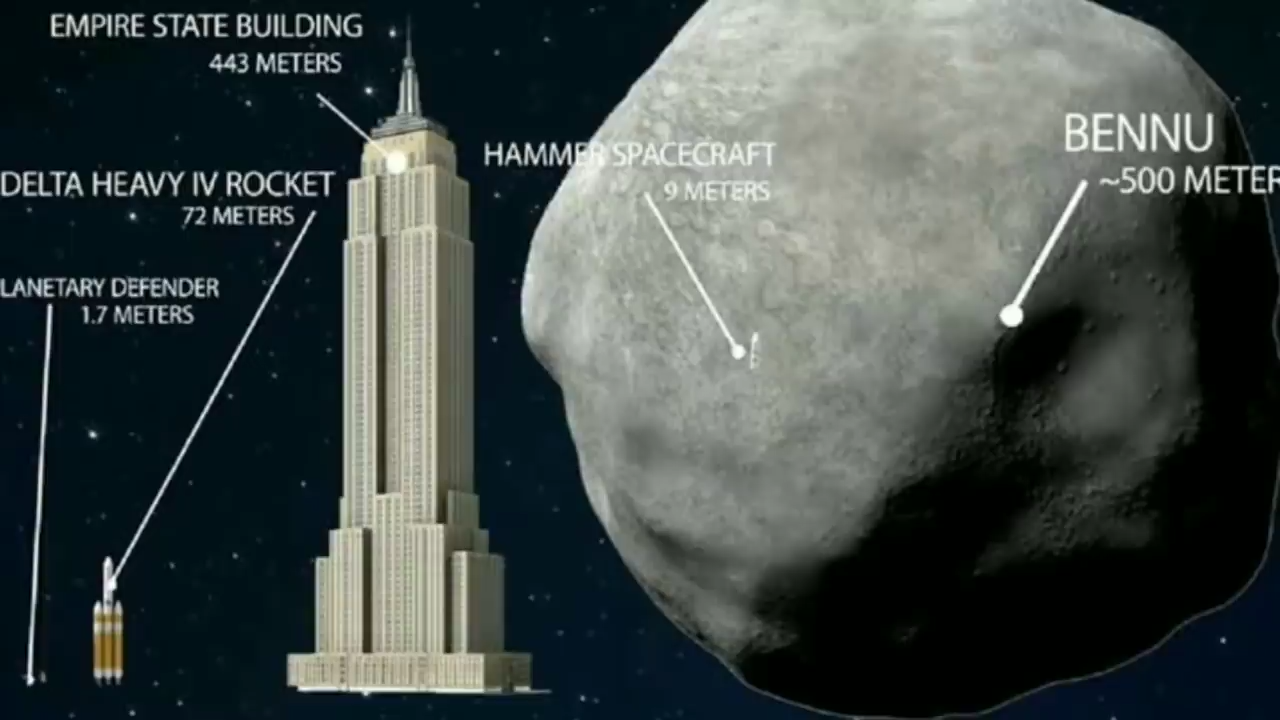 EMPIRE STATE BUILDING
443 METERS
DELTA HEAVY IV ROCKET
72 METERS
LANETARY DEFENDER
1.7 METERS
HAMMER SPACECRAFT
9 METERS
BENNU
~500 METER